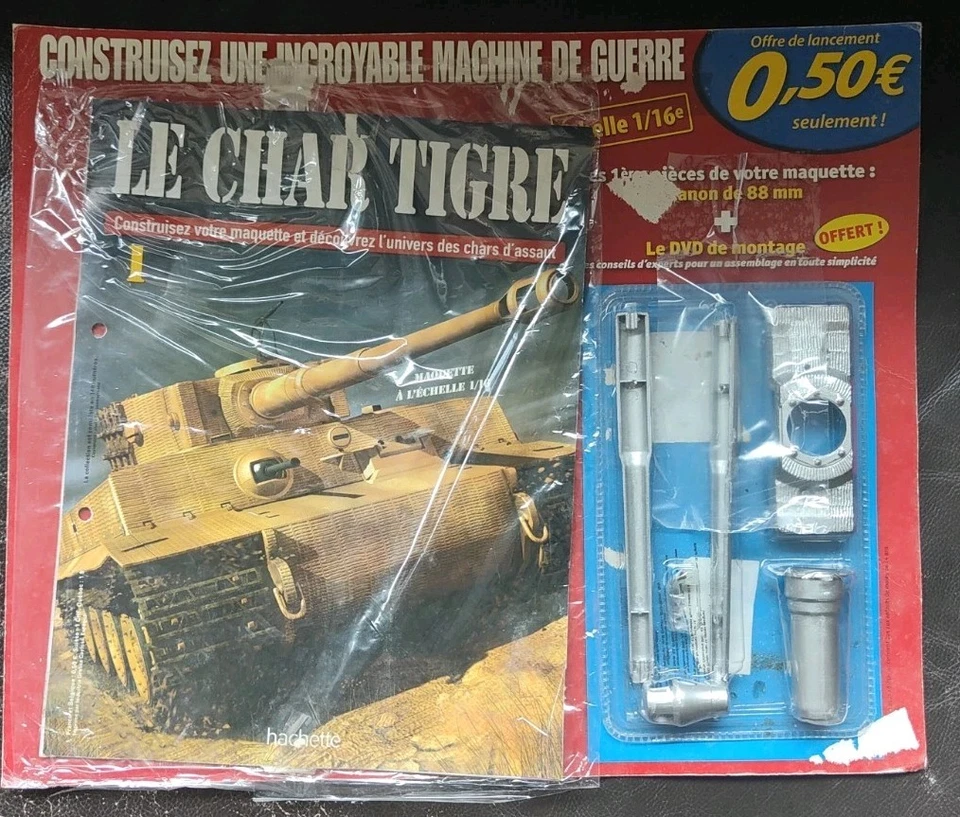 CONSTRUISEZ UNE INCROYABLE MACHINE DE GUERRE
Offre de lancement
0,50€
seulement !
elle 1/16e
LE CHAR TIGRE
Construisez votre maquette et découvrez l'univers des chars d'assaut
1
s 1ères pièces de votre maquette :
anon de 88 mm
+
Le DVD de montage
OFFERT !
es conseils d'experts pour un assemblage en toute simplicité
MAQUETTE
À L'ÉCHELLE 1/16
hachette